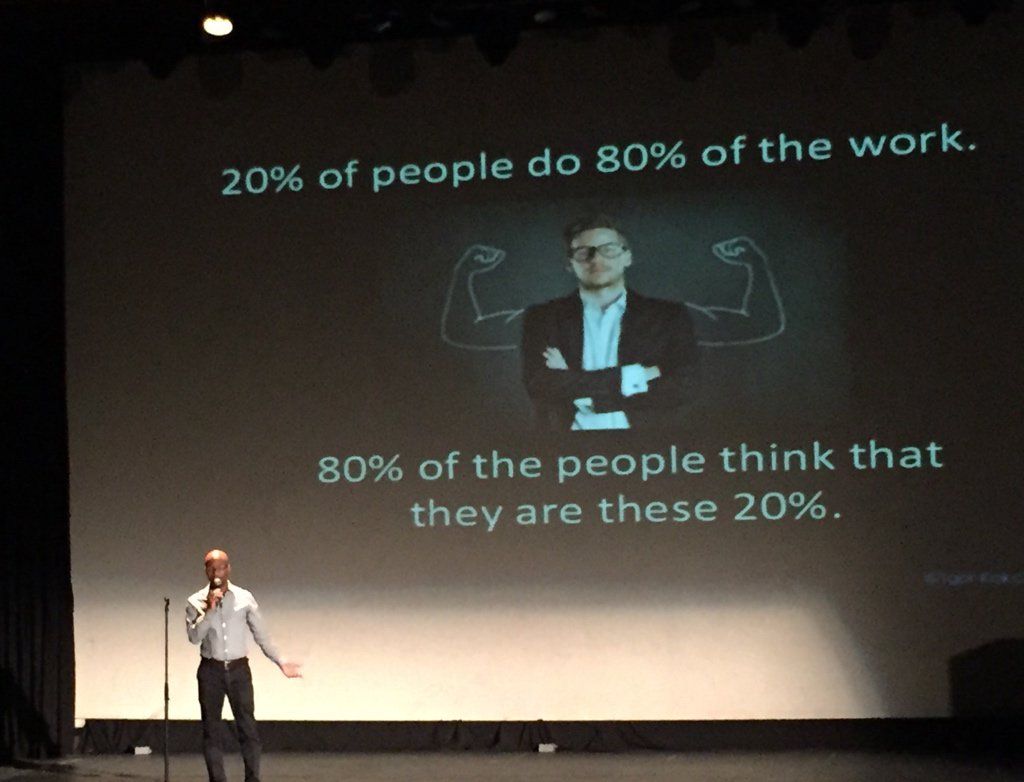 20% of people do 80% of the work.
80% of the people think that
they are these 20%.